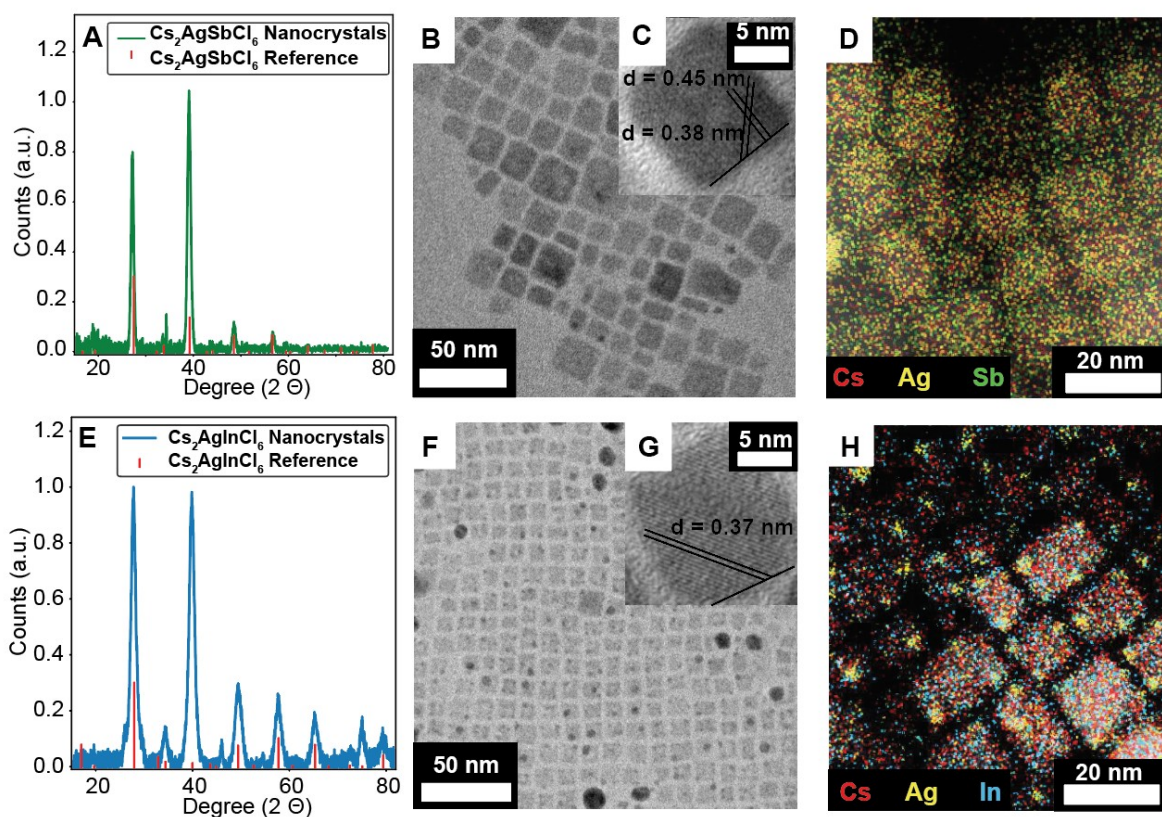 A
Cs₂AgSbCl₆ Nanocrystals
Cs₂AgSbCl₆ Reference
Counts (a.u.)
1.2
1.0
0.8
0.6
0.4
0.2
0.0
20 40 60 80
Degree (2 Θ)
B
50 nm
C
5 nm
d = 0.45 nm
d = 0.38 nm
D
Cs Ag Sb
20 nm
E
Cs₂AgInCl₆ Nanocrystals
Cs₂AgInCl₆ Reference
Counts (a.u.)
1.2
1.0
0.8
0.6
0.4
0.2
0.0
20 40 60 80
Degree (2 Θ)
F
50 nm
G
5 nm
d = 0.37 nm
H
Cs Ag In
20 nm